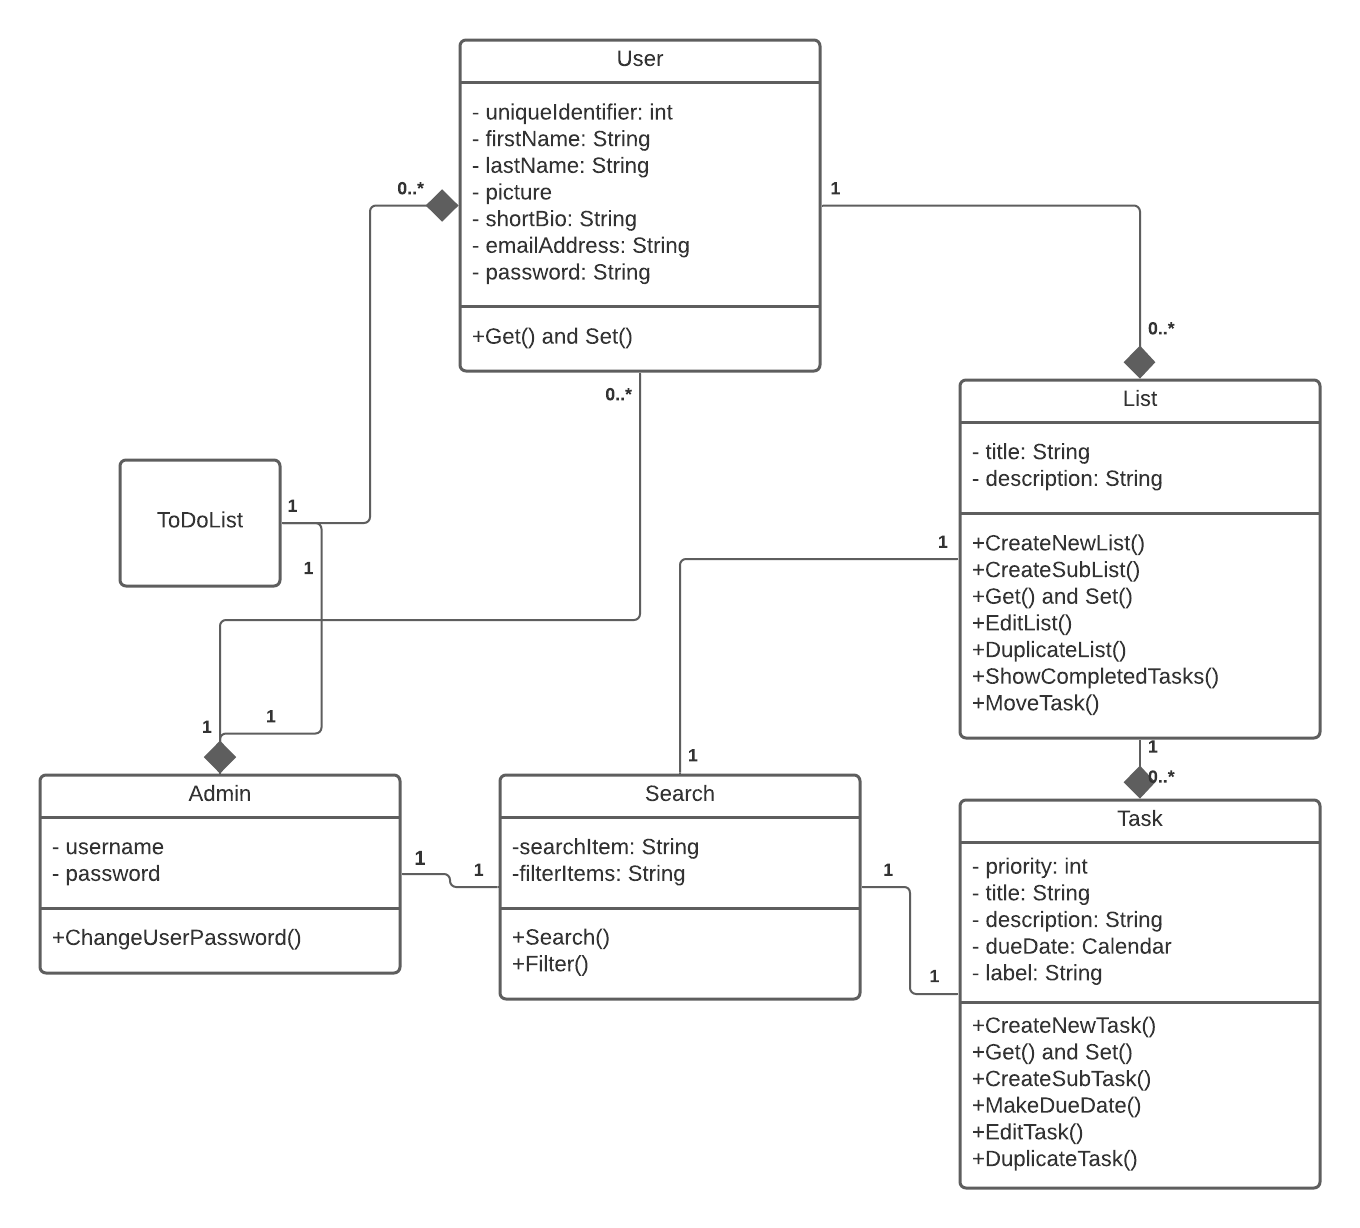 User
- uniqueIdentifier: int
- firstName: String
- lastName: String
- picture
- shortBio: String
- emailAddress: String
- password: String
+Get() and Set()
0..*
1
0..*
0..*
List
- title: String
- description: String
+CreateNewList()
+CreateSubList()
+Get() and Set()
+EditList()
+DuplicateList()
+ShowCompletedTasks()
+MoveTask()
ToDoList
1
1
1
1
1
1
1
0..*
Admin
- username
- password
+ChangeUserPassword()
1
1
Search
-searchItem: String
-filterItems: String
+Search()
+Filter()
1
1
Task
- priority: int
- title: String
- description: String
- dueDate: Calendar
- label: String
+CreateNewTask()
+Get() and Set()
+CreateSubTask()
+MakeDueDate()
+EditTask()
+DuplicateTask()